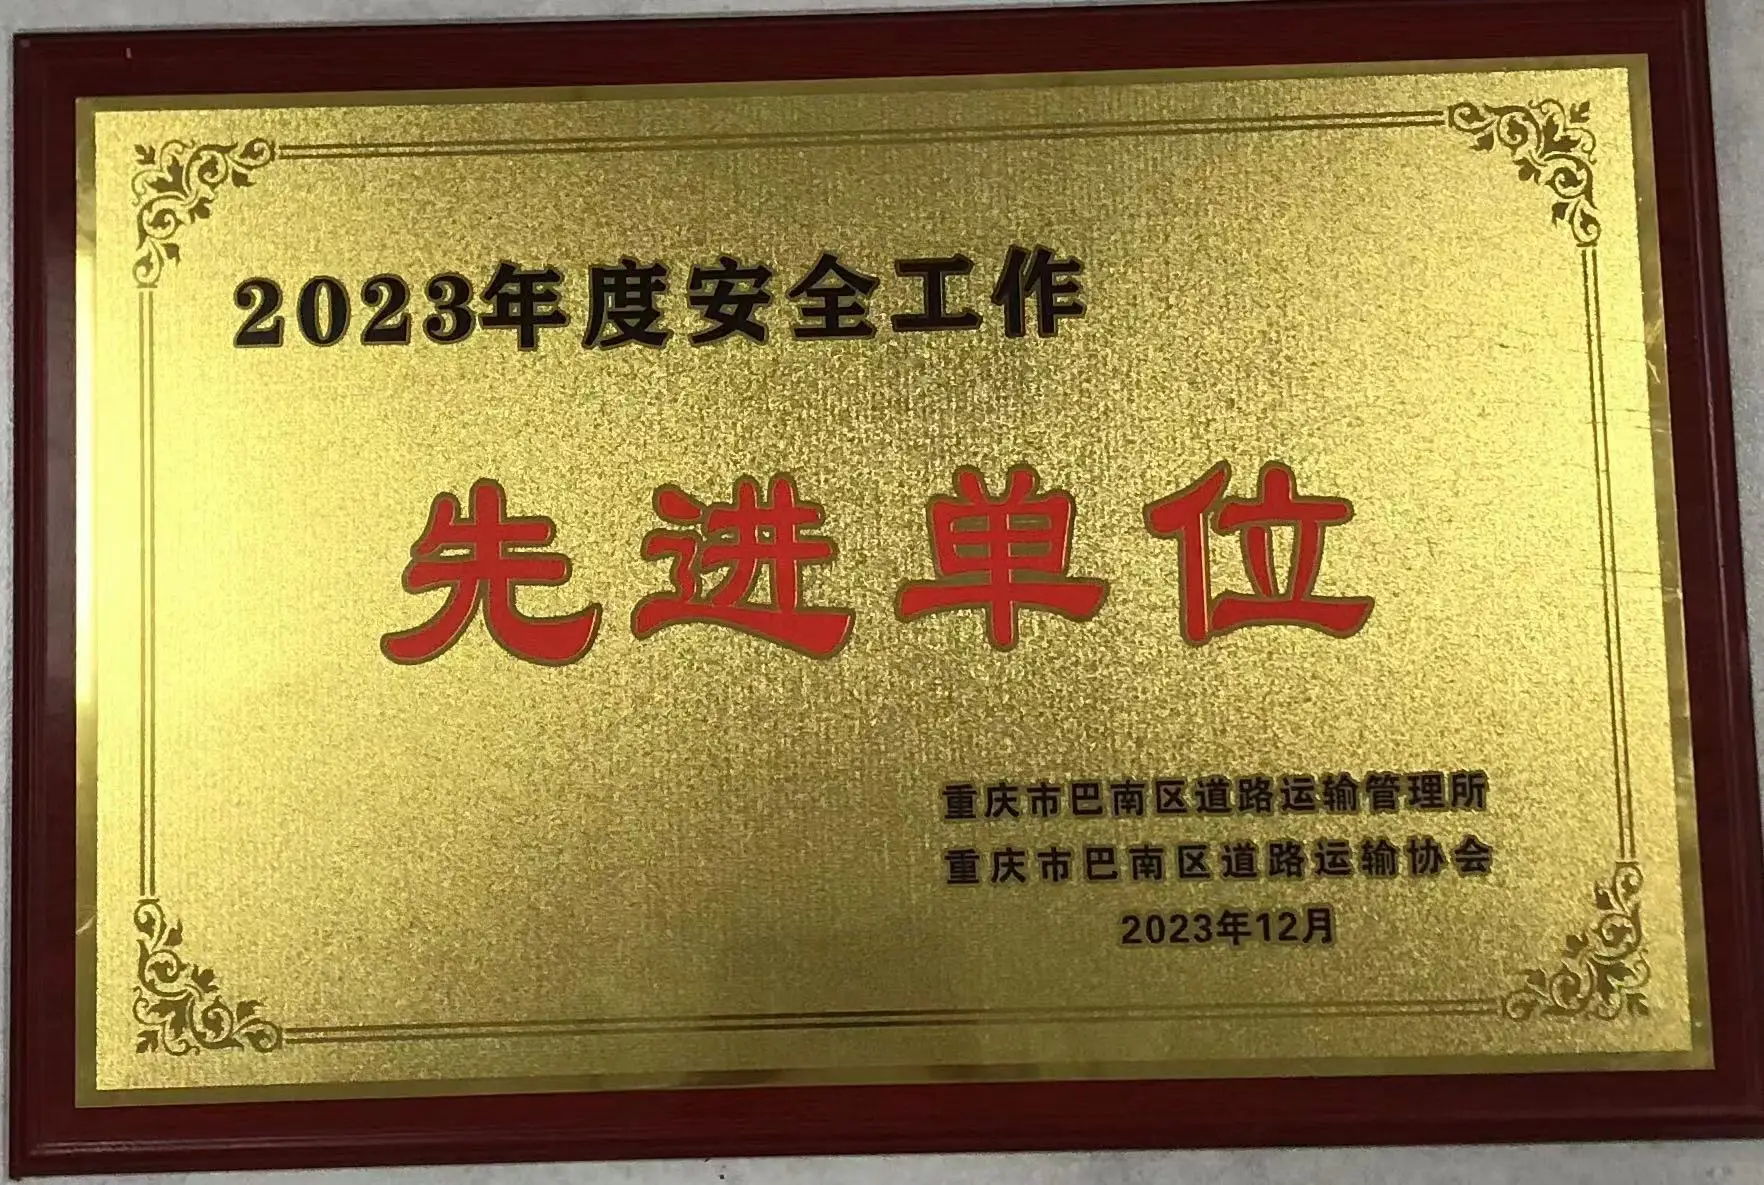 2023年度安全工作
先进单位
重庆市巴南区道路运输管理所
重庆市巴南区道路运输协会
2023年12月